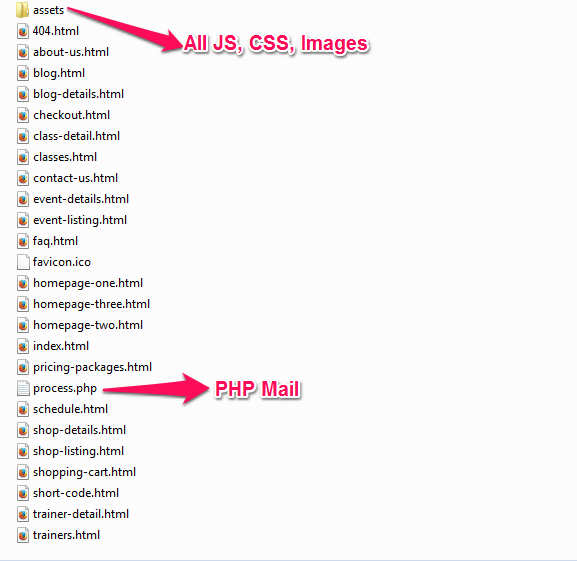 assets
All JS, CSS, Images
404.html
about-us.html
blog.html
blog-details.html
checkout.html
class-detail.html
classes.html
contact-us.html
event-details.html
event-listing.html
faq.html
favicon.ico
homepage-one.html
homepage-three.html
homepage-two.html
index.html
pricing-packages.html
process.php
PHP Mail
schedule.html
shop-details.html
shop-listing.html
shopping-cart.html
short-code.html
trainer-detail.html
trainers.html